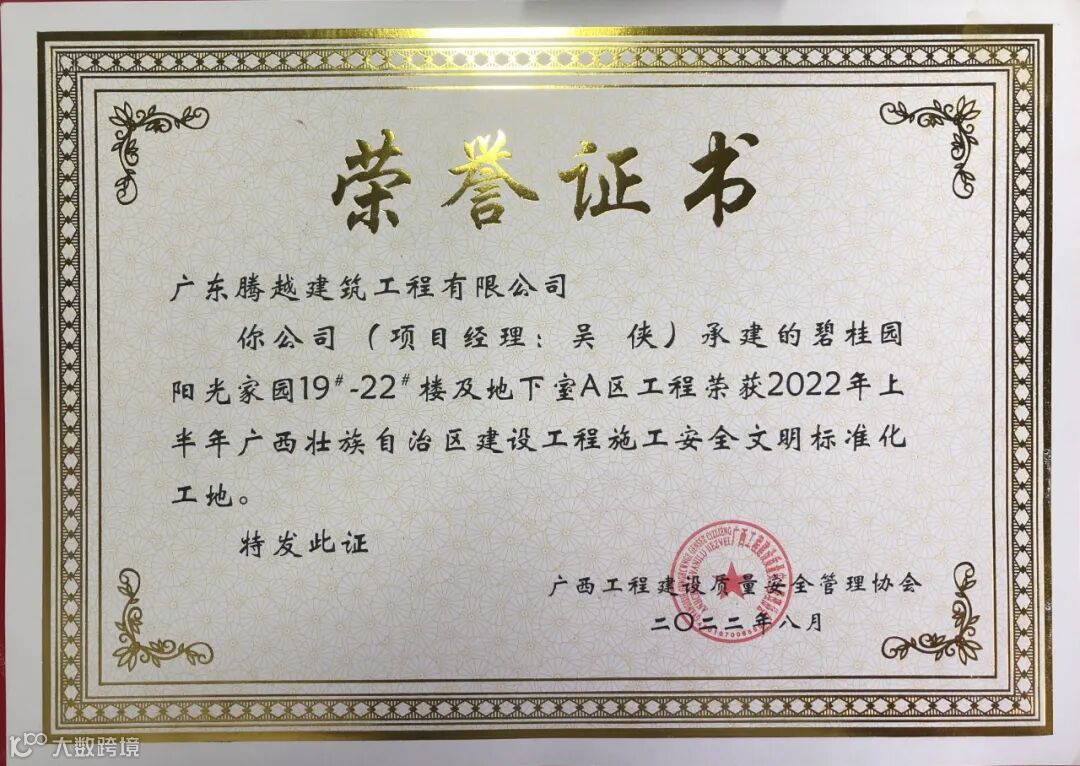 荣誉证书
广东腾越建筑工程有限公司
你公司（项目经理：吴 侠）承建的碧桂园
阳光家园19#-22#楼及地下室A区工程荣获2022年上
半年广西壮族自治区建设工程施工安全文明标准化
工地。
特发此证
广西工程建设质量安全管理协会
二〇二二年八月
大数跨境